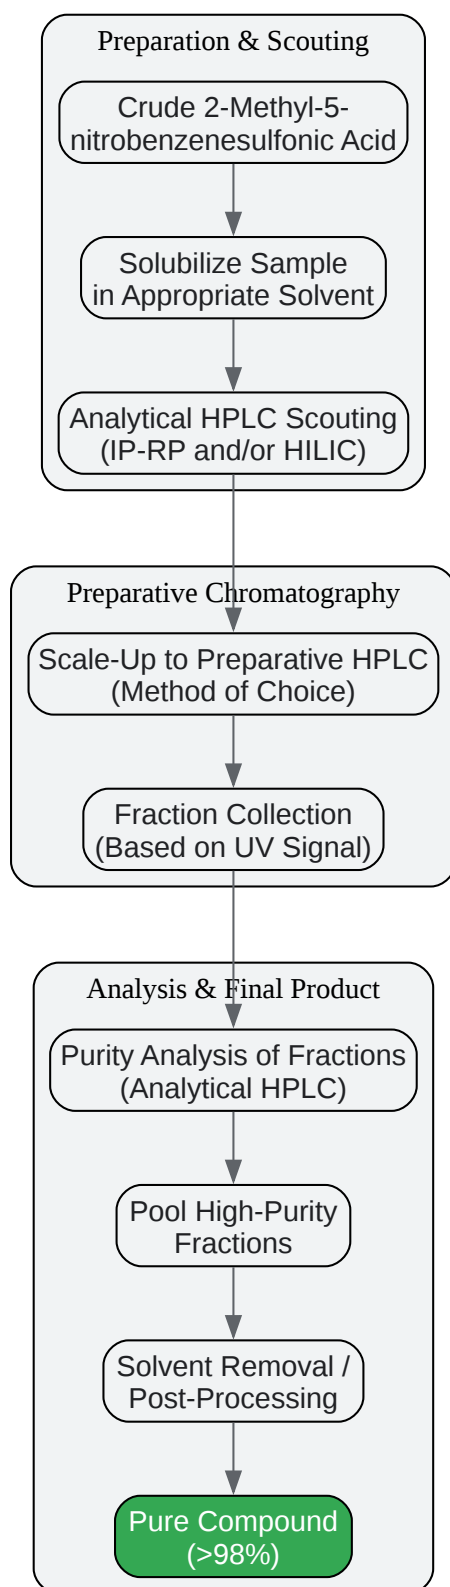 Preparation & Scouting
Crude 2-Methyl-5-
nitrobenzenesulfonic Acid
Solubilize Sample
in Appropriate Solvent
Analytical HPLC Scouting
(IP-RP and/or HILIC)
Preparative Chromatography
Scale-Up to Preparative HPLC
(Method of Choice)
Fraction Collection
(Based on UV Signal)
Analysis & Final Product
Purity Analysis of Fractions
(Analytical HPLC)
Pool High-Purity
Fractions
Solvent Removal /
Post-Processing
Pure Compound
(>98%)